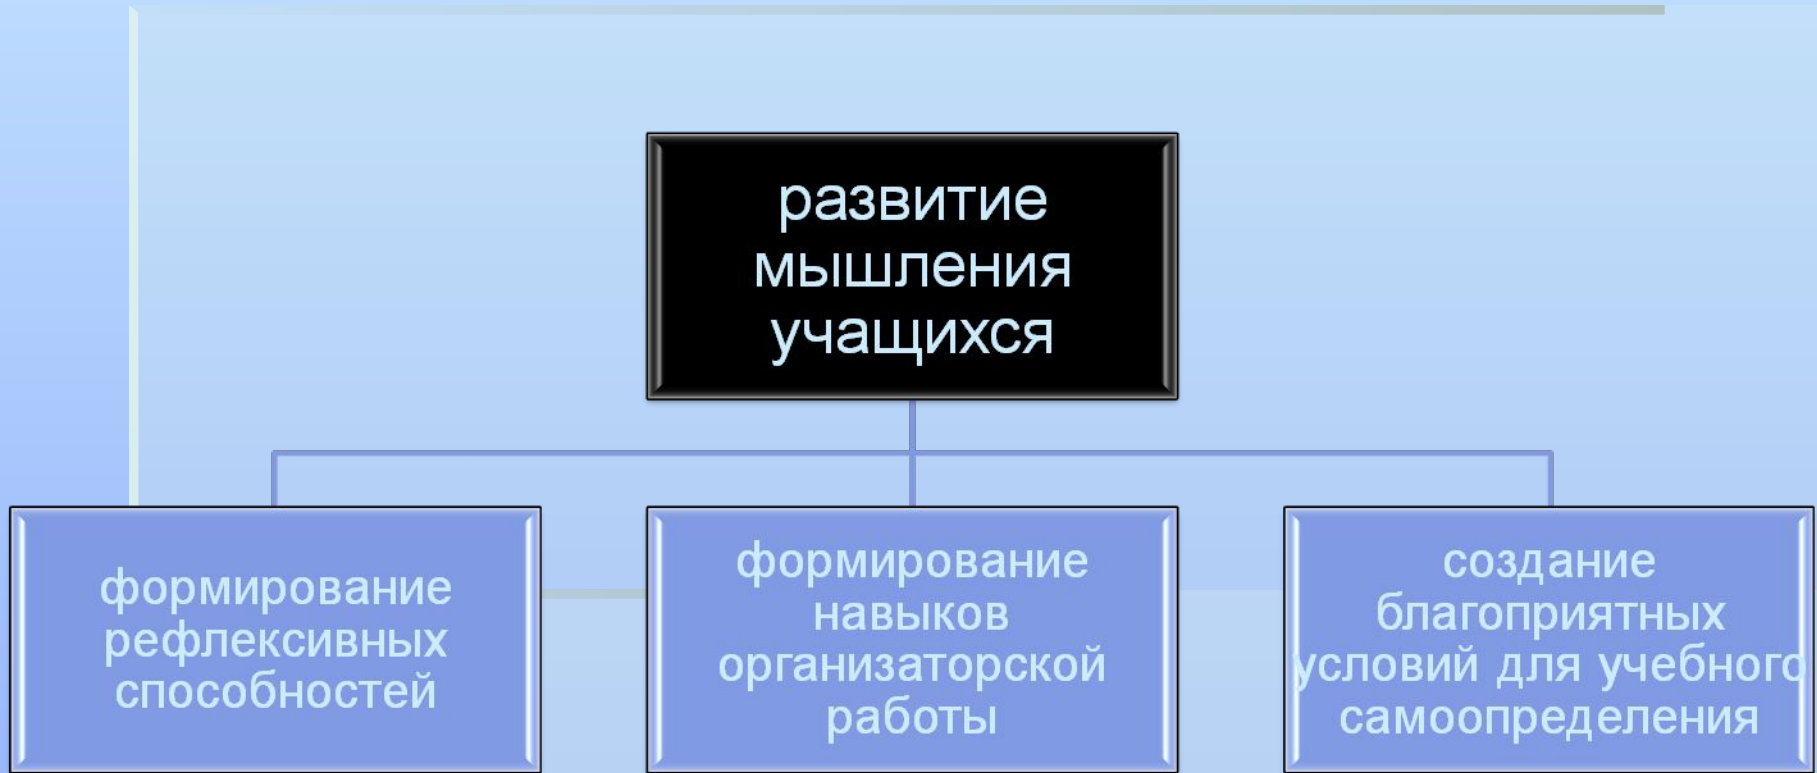 развитие
мышления
учащихся
формирование
рефлексивных
способностей
формирование
навыков
организаторской
работы
создание
благоприятных
условий для учебного
самоопределения